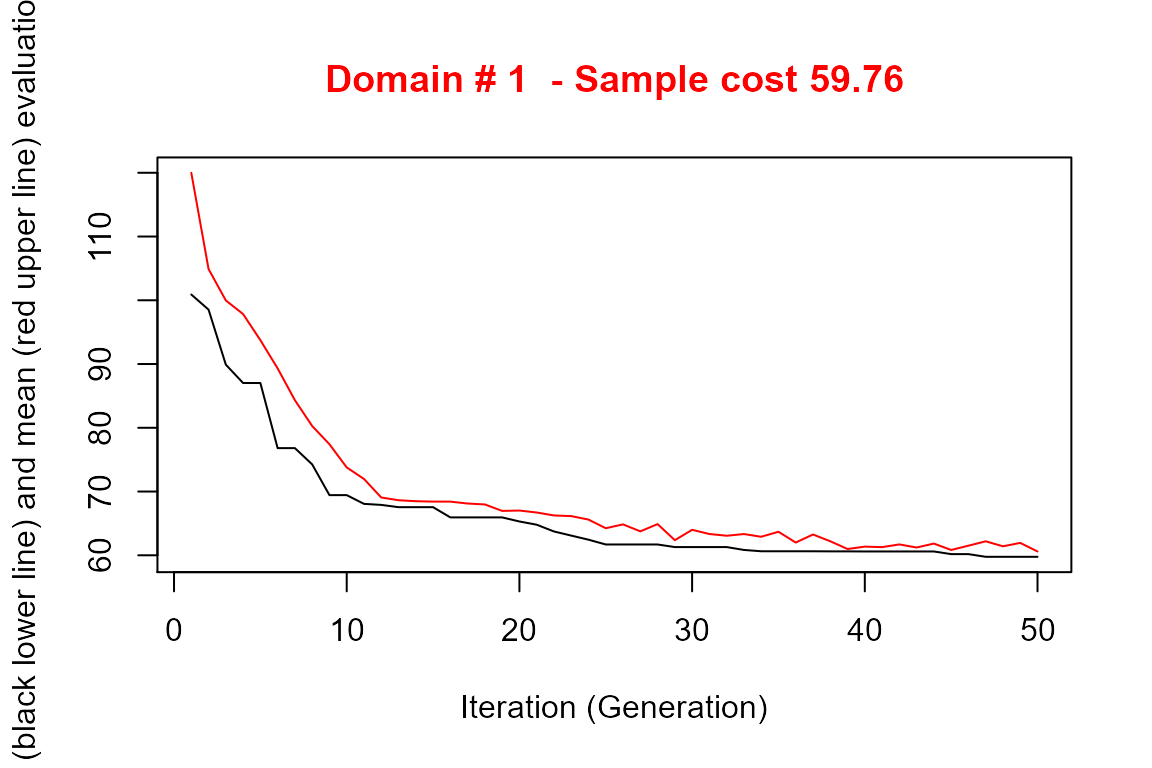 Domain # 1  - Sample cost 59.76
(black lower line) and mean (red upper line) evaluatio
110
90
80
70
60
0 10 20 30 40 50
Iteration (Generation)